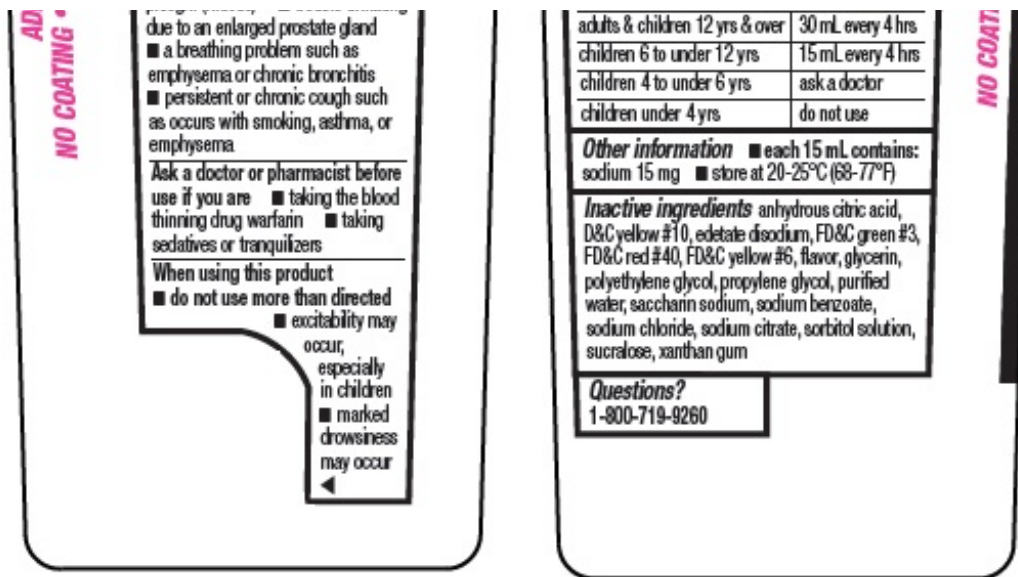 AD
NO COATING •
due to an enlarged prostate gland
■ a breathing problem such as
emphysema or chronic bronchitis
■ persistent or chronic cough such
as occurs with smoking, asthma, or
emphysema
Ask a doctor or pharmacist before
use if you are ■ taking the blood
thinning drug warfarin ■ taking
sedatives or tranquilizers
When using this product
■ do not use more than directed
■ excitability may
occur,
especially
in children
■ marked
drowsiness
may occur
◀
adults & children 12 yrs & over 30 mL every 4 hrs
children 6 to under 12 yrs 15 mL every 4 hrs
children 4 to under 6 yrs ask a doctor
children under 4 yrs do not use
Other information ■ each 15 mL contains:
sodium 15 mg ■ store at 20-25°C (68-77°F)
Inactive ingredients anhydrous citric acid,
D&C yellow #10, edetate disodium, FD&C green #3,
FD&C red #40, FD&C yellow #6, flavor, glycerin,
polyethylene glycol, propylene glycol, purified
water, saccharin sodium, sodium benzoate,
sodium chloride, sodium citrate, sorbitol solution,
sucralose, xanthan gum
Questions?
1-800-719-9260
NO COAT